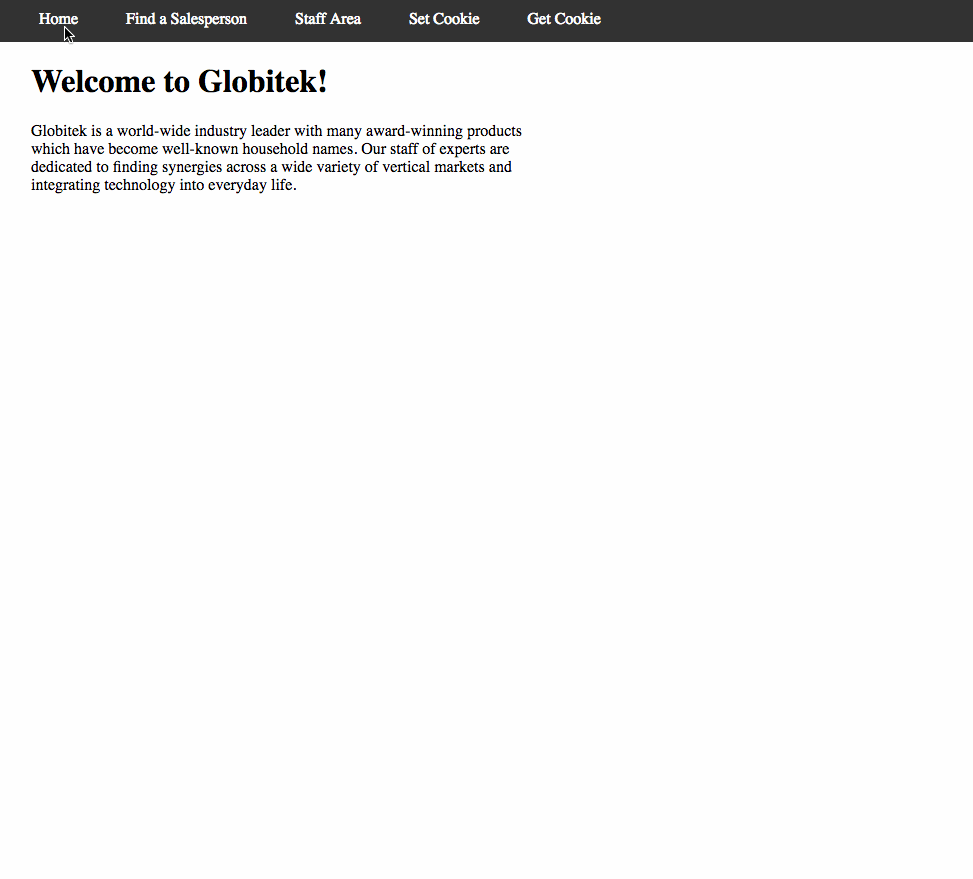 Home Find a Salesperson Staff Area Set Cookie Get Cookie
Welcome to Globitek!
Globitek is a world-wide industry leader with many award-winning products
which have become well-known household names. Our staff of experts are
dedicated to finding synergies across a wide variety of vertical markets and
integrating technology into everyday life.